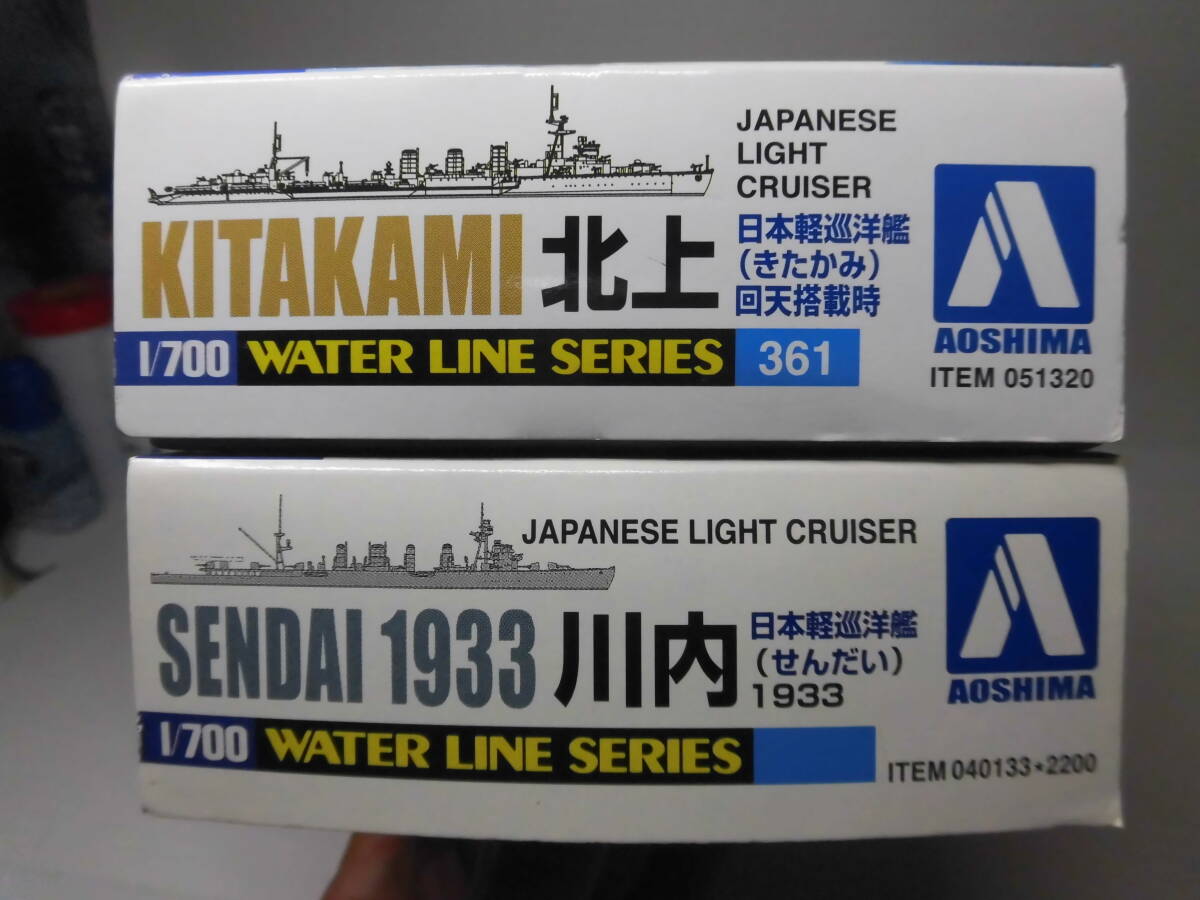 JAPANESE
LIGHT
CRUISER
KITAKAMI 北上
日本軽巡洋艦
(きたかみ)
回天搭載時
1/700 WATER LINE SERIES 361
AOSHIMA
ITEM 051320
JAPANESE LIGHT CRUISER
SENDAI 1933 川内
日本軽巡洋艦
(せんだい)
1933
1/700 WATER LINE SERIES
AOSHIMA
ITEM 040133★2200